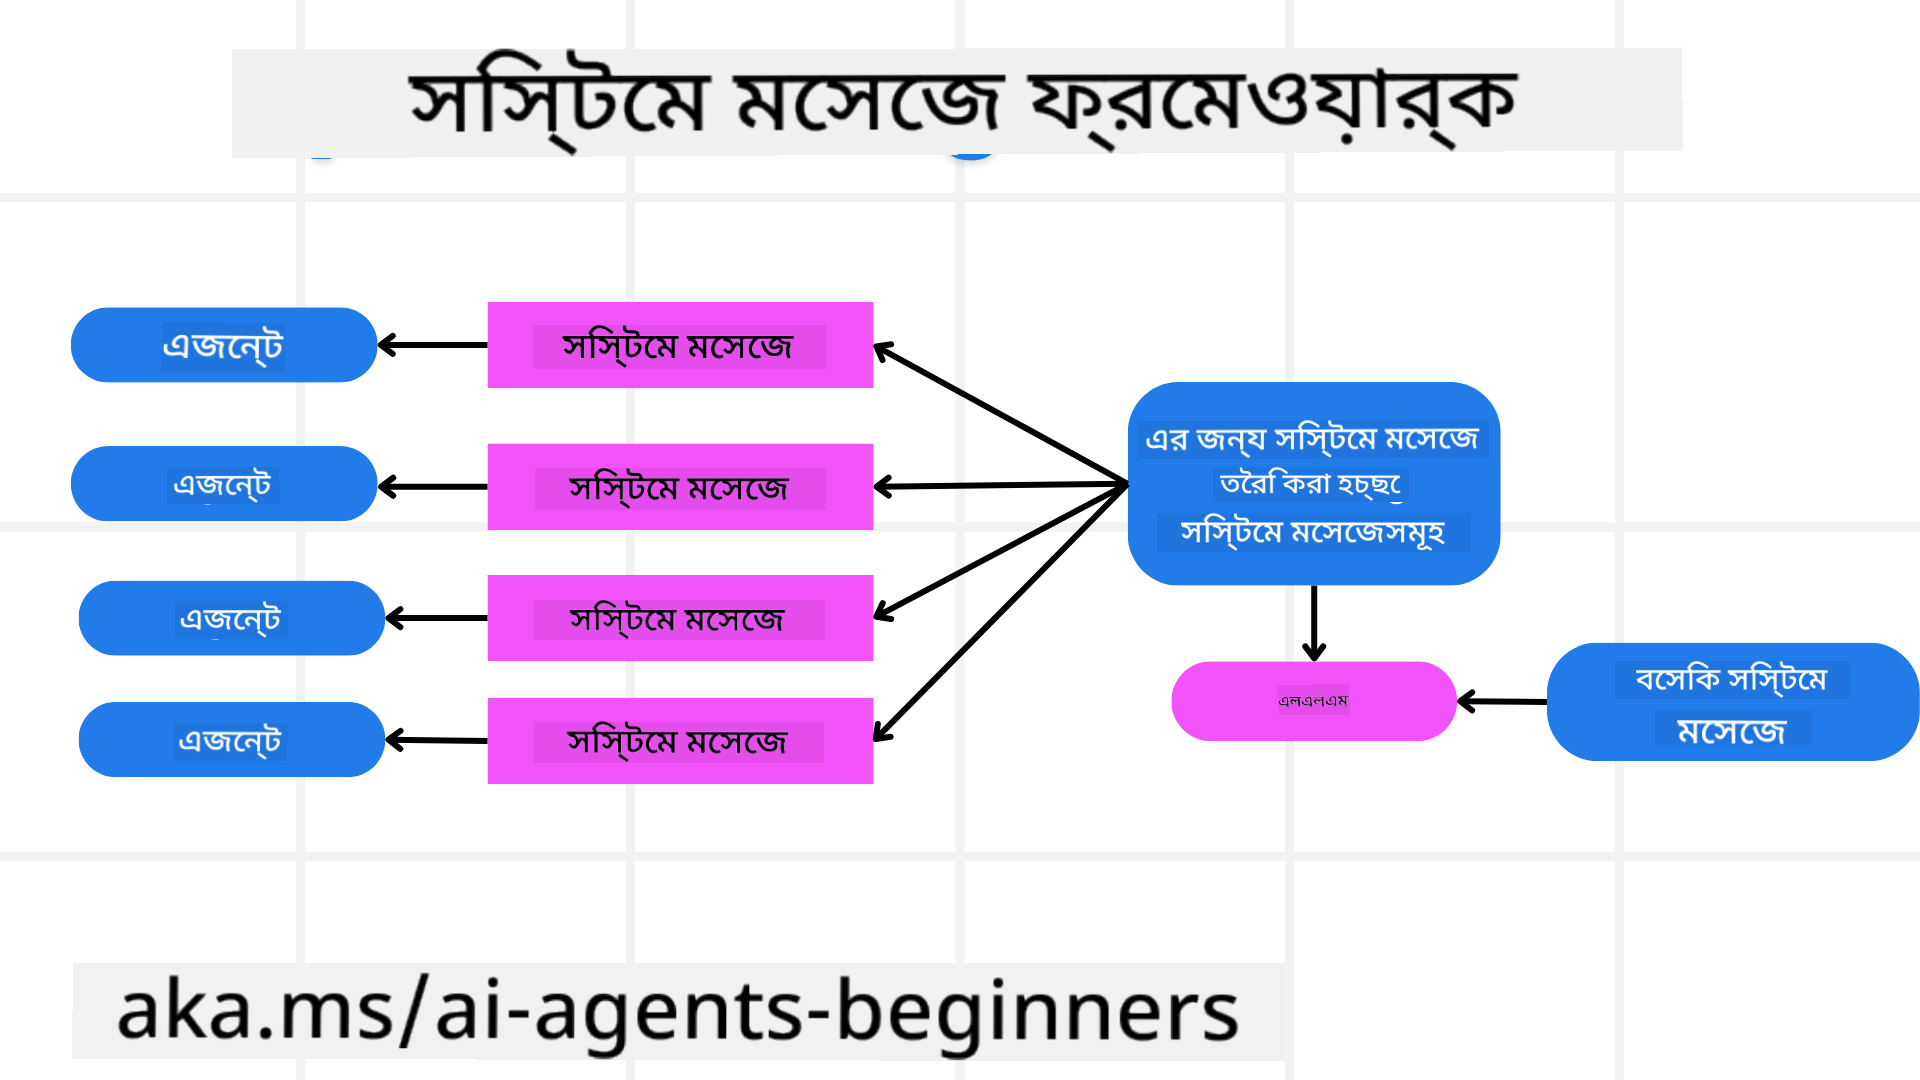 সিস্টেম মেসেজ ফ্রেমওয়ার্ক
এজেন্ট
সিস্টেম মেসেজ
এজেন্ট
সিস্টেম মেসেজ
এজেন্ট
সিস্টেম মেসেজ
এজেন্ট
সিস্টেম মেসেজ
এর জন্য সিস্টেম মেসেজ
তৈরি করা হচ্ছে
সিস্টেম মেসেজসমূহ
এলএলএম
বেসিক সিস্টেম
মেসেজ
aka.ms/ai-agents-beginners